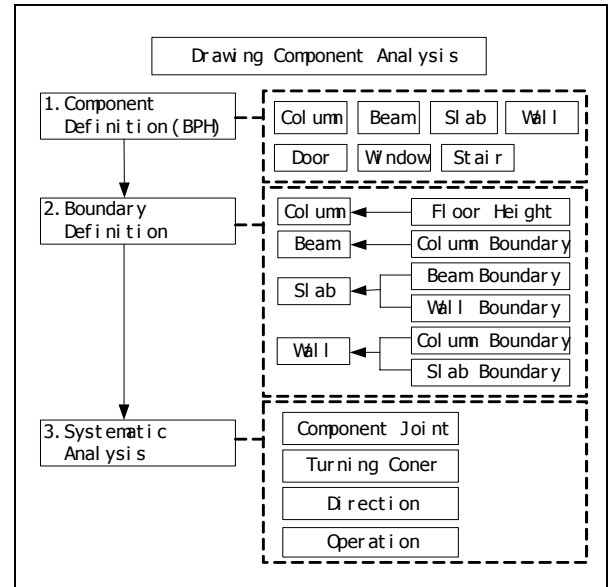 Drawing Component Analysis
1. Component
Definition(BPH)
Column Beam Slab Wall
Door Window Stair
2. Boundary
Definition
Column Floor Height
Beam Column Boundary
Slab Beam Boundary
Wall Boundary
Wall Column Boundary
Slab Boundary
3. Systematic
Analysis
Component Joint
Turning Coner
Direction
Operation